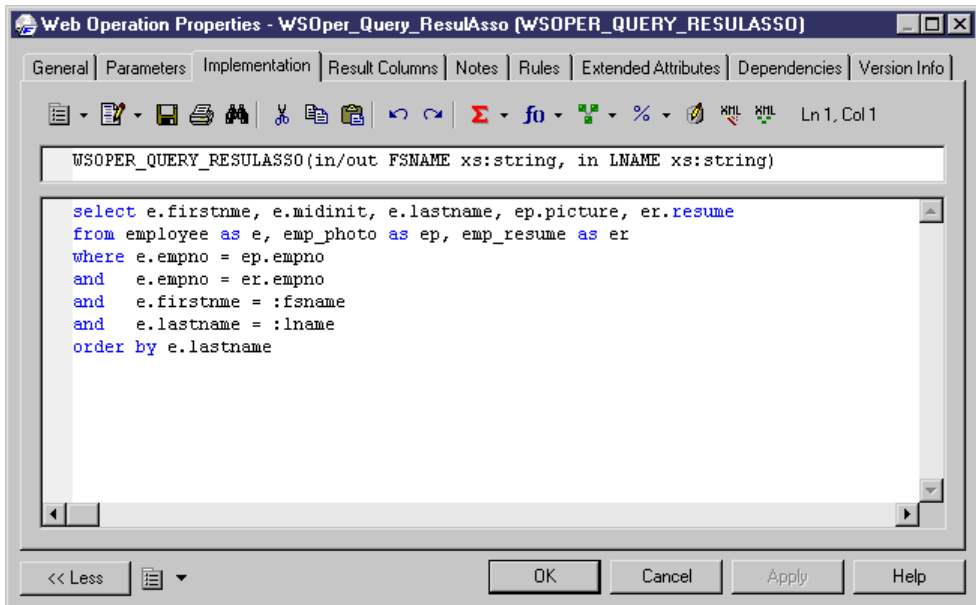 Web Operation Properties - WSOper_Query_ResulAsso (WSOPER_QUERY_RESULASSO)
General Parameters Implementation Result Columns Notes Rules Extended Attributes Dependencies Version Info
Σ fo % XML XML Ln 1, Col 1
WSOPER_QUERY_RESULASSO(in/out FSNAME xs:string, in LNAME xs:string)
select e.firstnme, e.midinit, e.lastname, ep.picture, er.resume
from employee as e, emp_photo as ep, emp_resume as er
where e.empno = ep.empno
and   e.empno = er.empno
and   e.firstnme = :fsname
and   e.lastname = :lname
order by e.lastname
<< Less OK Cancel Apply Help